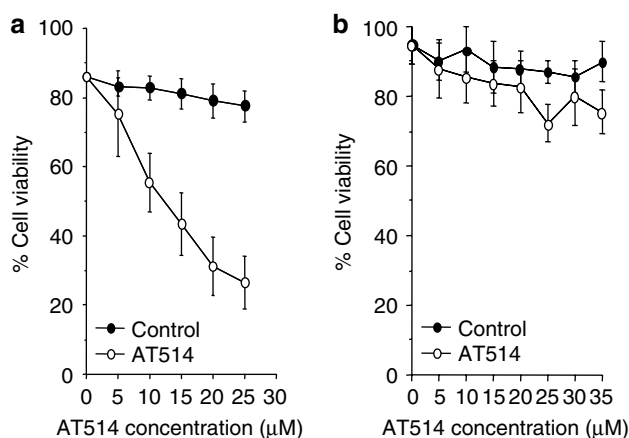 a
100
80
60
40
20
0
% Cell viability
Control
AT514
0 5 10 15 20 25 30
AT514 concentration (μM)
b
100
80
60
40
20
0
% Cell viability
Control
AT514
0 5 10 15 20 25 30 35
AT514 concentration (μM)